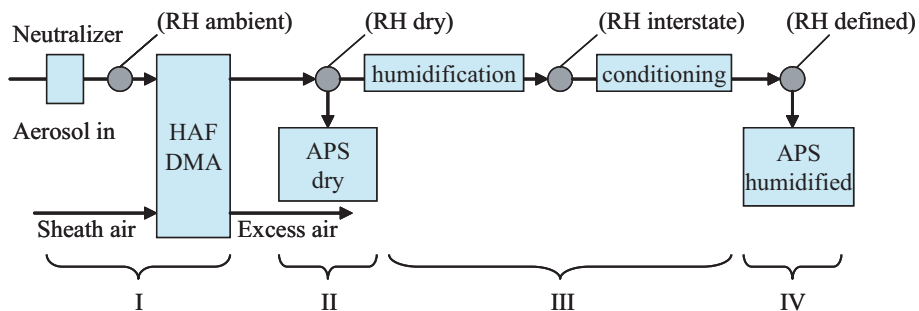 Neutralizer
(RH ambient)
(RH dry)
(RH interstate)
(RH defined)
humidification
conditioning
Aerosol in
HAF
DMA
APS
dry
APS
humidified
Sheath air
Excess air
I
II
III
IV